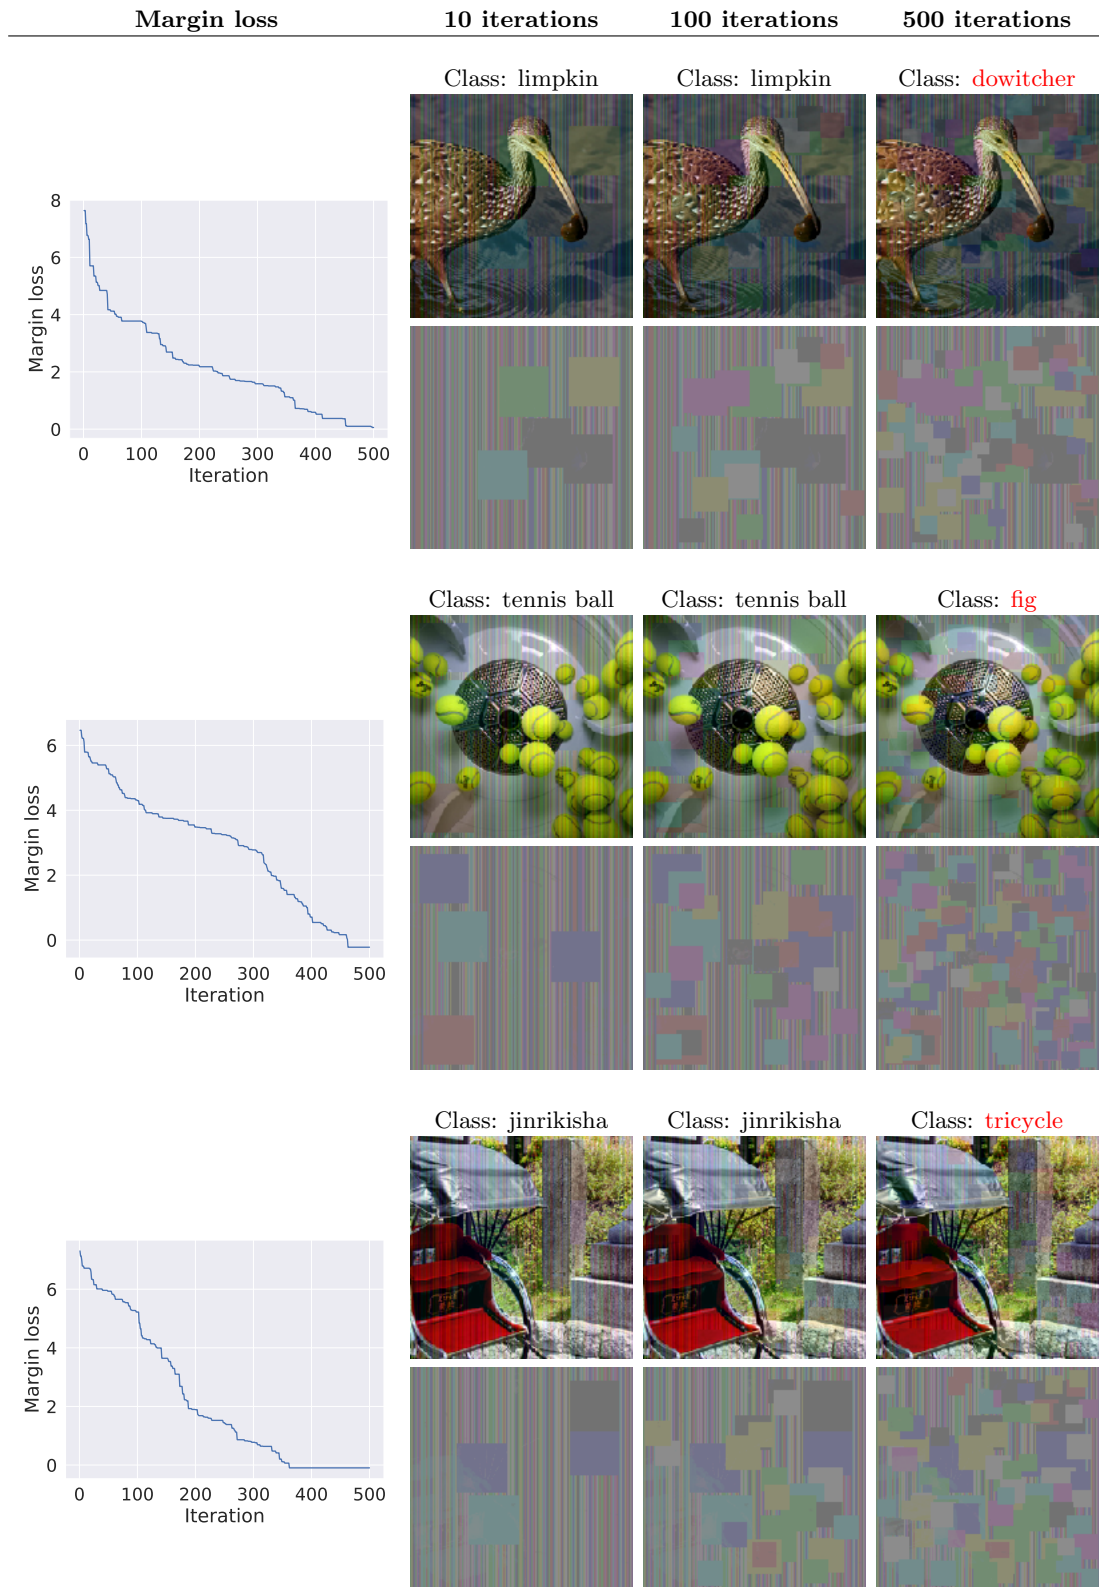 Margin loss 10 iterations 100 iterations 500 iterations
Class: limpkin Class: limpkin Class: dowitcher
8
6
4
2
0
Margin loss
0 100 200 300 400 500
Iteration
Class: tennis ball Class: tennis ball Class: fig
6
4
2
0
Margin loss
0 100 200 300 400 500
Iteration
Class: jinrikisha Class: jinrikisha Class: tricycle
6
4
2
0
Margin loss
0 100 200 300 400 500
Iteration